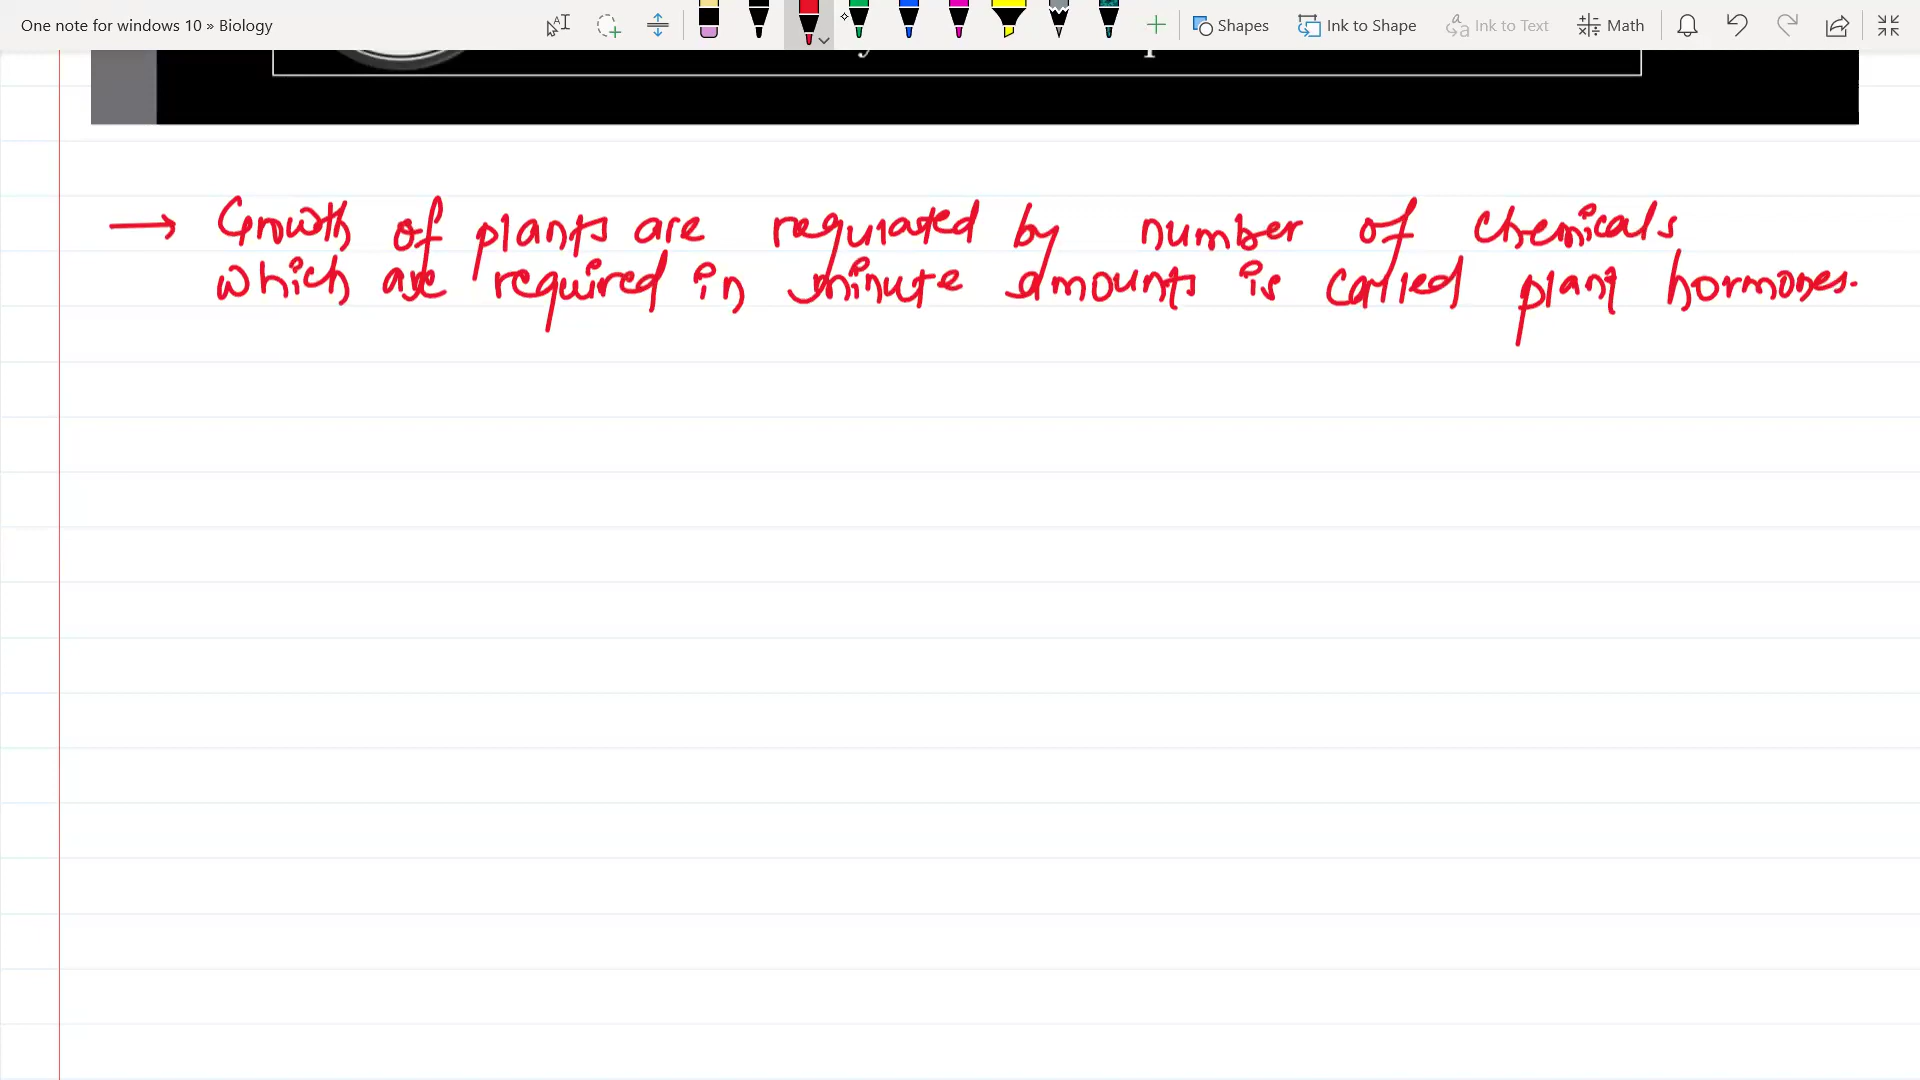 One note for windows 10 » Biology
Shapes
Ink to Shape
Ink to Text
Math
→ Growth of plants are regulated by number of chemicals
which are required in minute amounts is called plant hormones.